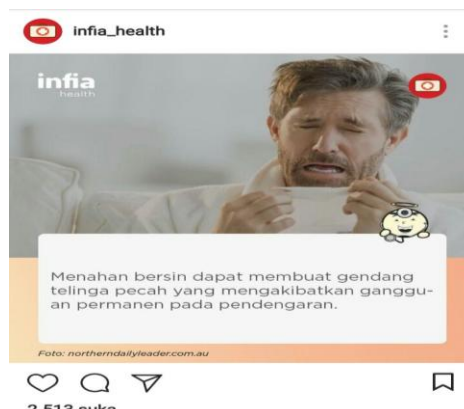 infia_health
infia
health
Menahan bersin dapat membuat gendang
telinga pecah yang mengakibatkan ganggu-
an permanen pada pendengaran.
Foto: northerndailyleader.com.au
2.513 suka